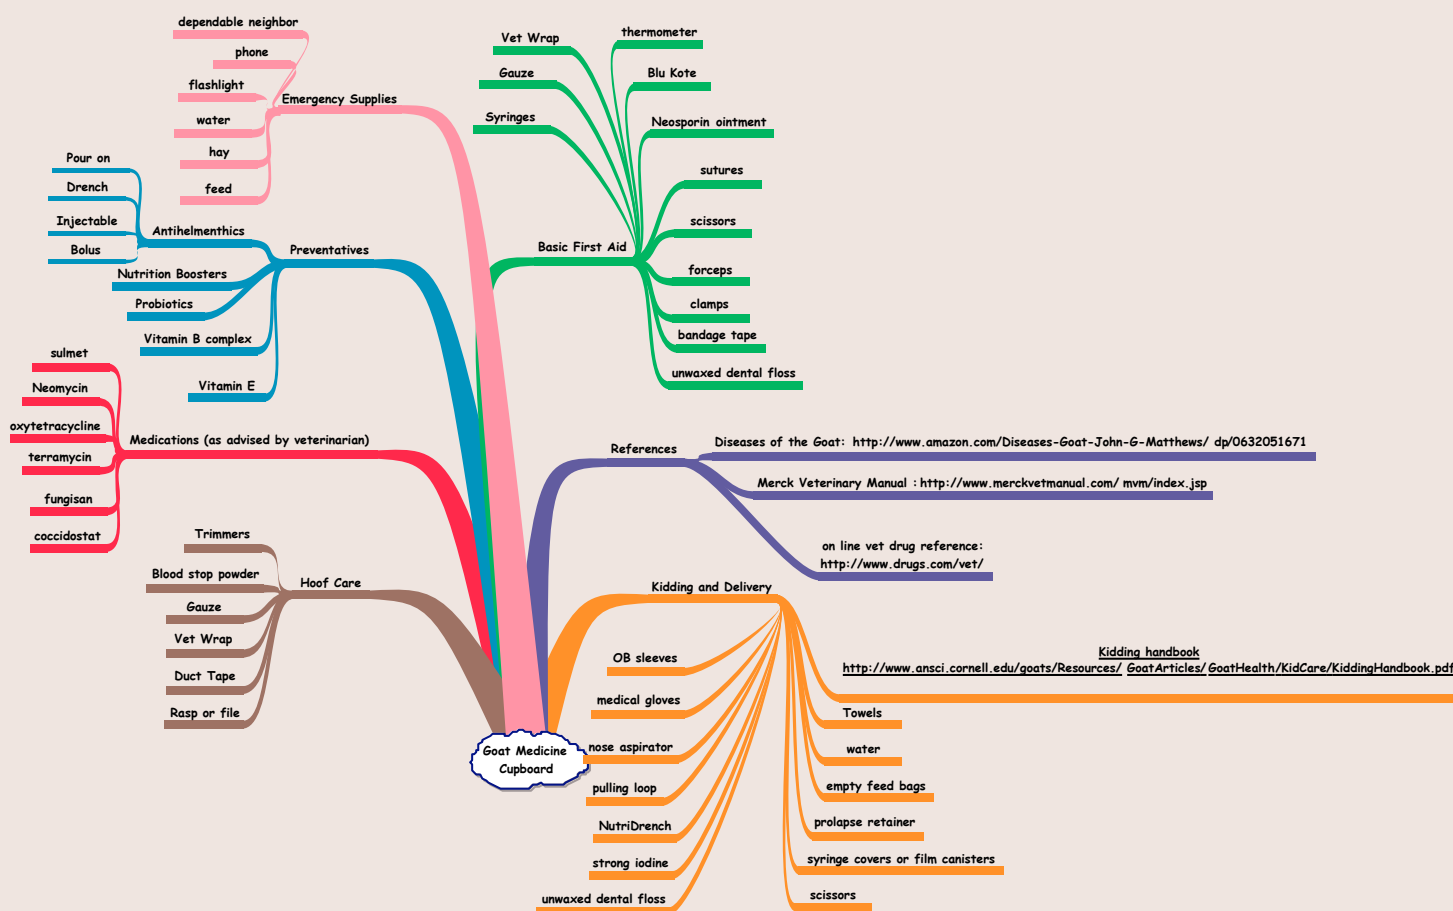 dependable neighbor
phone
flashlight
water
hay
feed
Emergency Supplies
Pour on
Drench
Injectable
Bolus
Antihelmenthics
Nutrition Boosters
Probiotics
Vitamin B complex
Vitamin E
Preventatives
sulmet
Neomycin
oxytetracycline
terramycin
fungisan
coccidostat
Medications (as advised by veterinarian)
Trimmers
Blood stop powder
Gauze
Vet Wrap
Duct Tape
Rasp or file
Hoof Care
Vet Wrap
Gauze
Syringes
thermometer
Blu Kote
Neosporin ointment
sutures
scissors
forceps
clamps
bandage tape
unwaxed dental floss
Basic First Aid
References
Diseases of the Goat: http://www.amazon.com/Diseases-Goat-John-G-Matthews/ dp/0632051671
Merck Veterinary Manual : http://www.merckvetmanual.com/ mvm/index.jsp
on line vet drug reference:
http://www.drugs.com/vet/
Kidding and Delivery
OB sleeves
medical gloves
nose aspirator
pulling loop
NutriDrench
strong iodine
unwaxed dental floss
Kidding handbook
http://www.ansci.cornell.edu/goats/Resources/ GoatArticles/GoatHealth/KidCare/KiddingHandbook.pdf
Towels
water
empty feed bags
prolapse retainer
syringe covers or film canisters
scissors
Goat Medicine
Cupboard